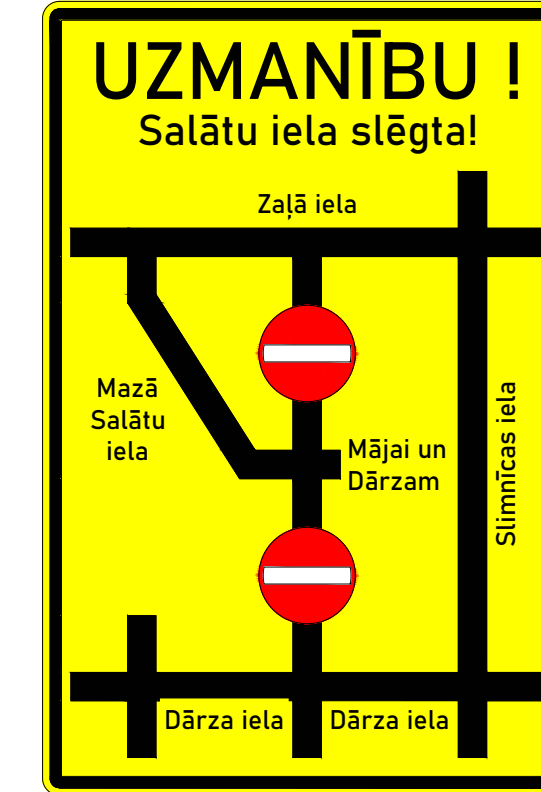 UZMANĪBU !
Salātu iela slēgta!
Zaļā iela
Mazā
Salātu
iela
Mājai un
Dārzam
Slimnīcas iela
Dārza iela
Dārza iela